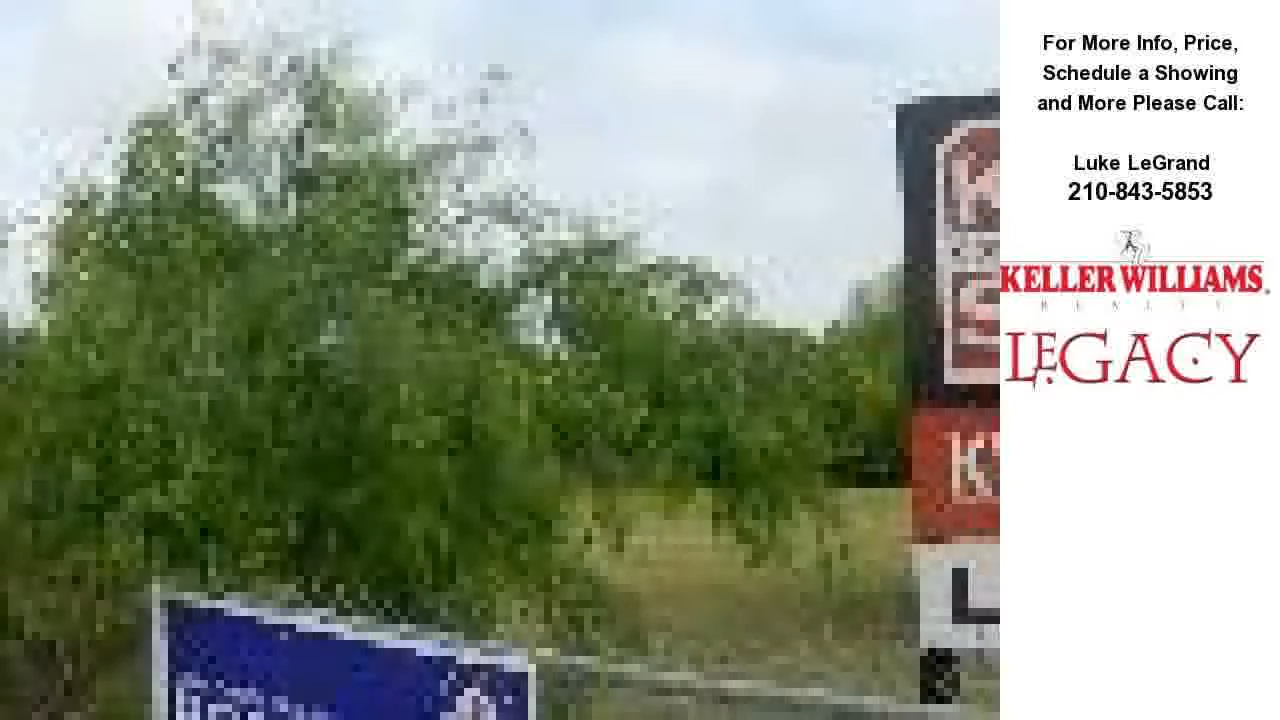 For More Info, Price,
Schedule a Showing
and More Please Call:
Luke LeGrand
210-843-5853
KELLER WILLIAMS
REALTY
LEGACY